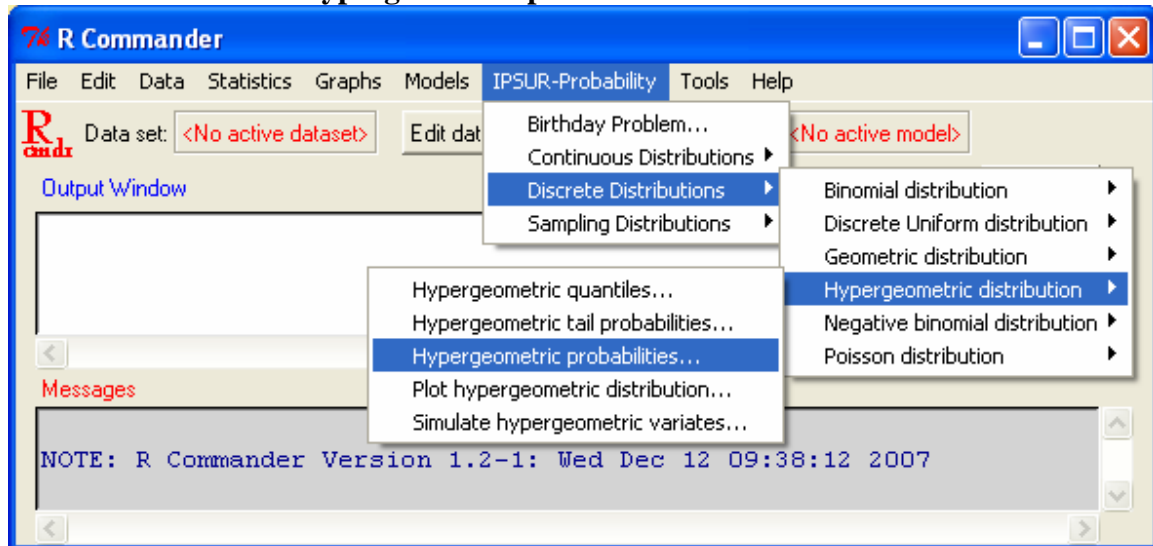 R Commander
File Edit Data Statistics Graphs Models IPSUR-Probability Tools Help
Rcmdr Data set: <No active dataset> Edit dat <No active model>
Birthday Problem...
Continuous Distributions
Discrete Distributions
Sampling Distributions
Binomial distribution
Discrete Uniform distribution
Geometric distribution
Hypergeometric distribution
Negative binomial distribution
Poisson distribution
Hypergeometric quantiles...
Hypergeometric tail probabilities...
Hypergeometric probabilities...
Plot hypergeometric distribution...
Simulate hypergeometric variates...
Output Window
Messages
NOTE: R Commander Version 1.2-1: Wed Dec 12 09:38:12 2007